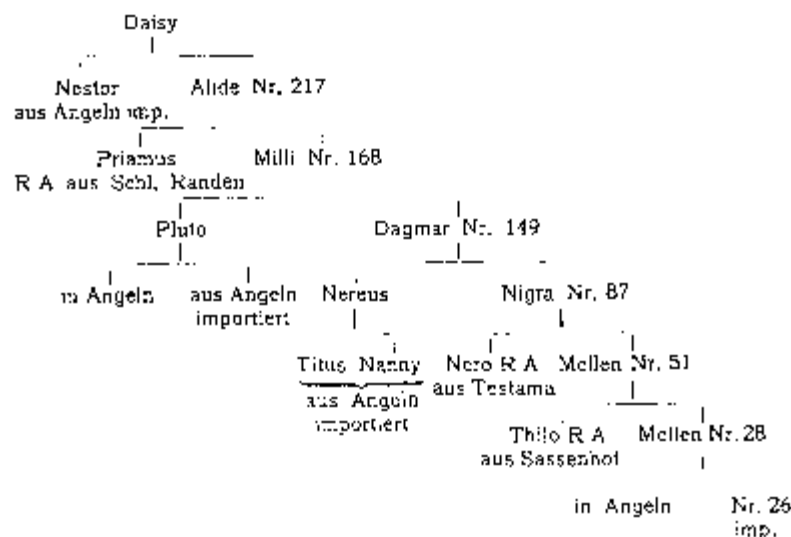 Daisy
Nestor Alide Nr. 217
aus Angeln imp.
Priamus Milli Nr. 168
R A aus Schl. Randen
Pluto Dagmar Nr. 149
in Angeln aus Angeln Nereus Nigra Nr. 87
importiert
Titus Nanny Nero R A Mellen Nr. 51
aus Angeln aus Testama
importiert
Thilo R A Mellen Nr. 28
aus Sassenhof
in Angeln Nr. 26
imp.